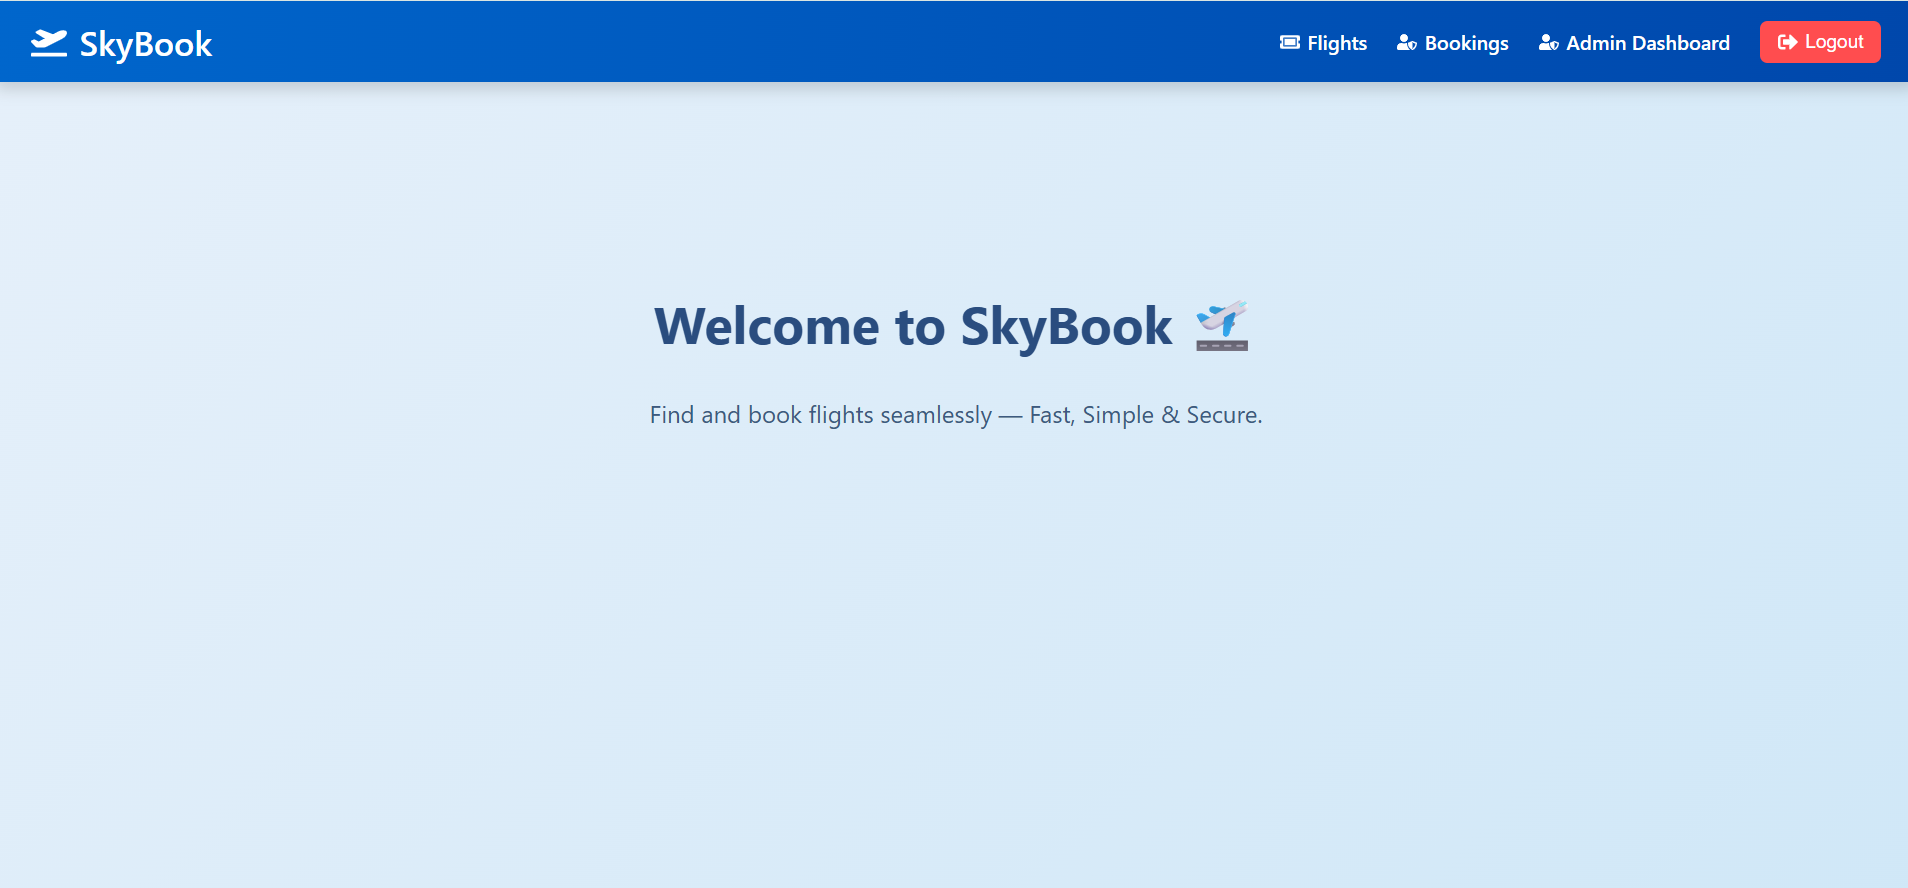 SkyBook
Flights Bookings Admin Dashboard Logout
Welcome to SkyBook
Find and book flights seamlessly — Fast, Simple & Secure.